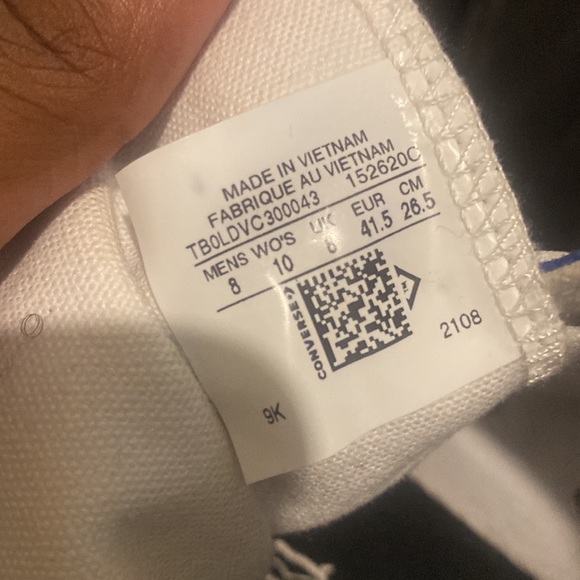 MADE IN VIETNAM
FABRIQUE AU VIETNAM
TB0LDVC300043 152620C
MENS WO'S UK EUR CM
8 10 8 41.5 26.5
CONVERSE
2108
9K